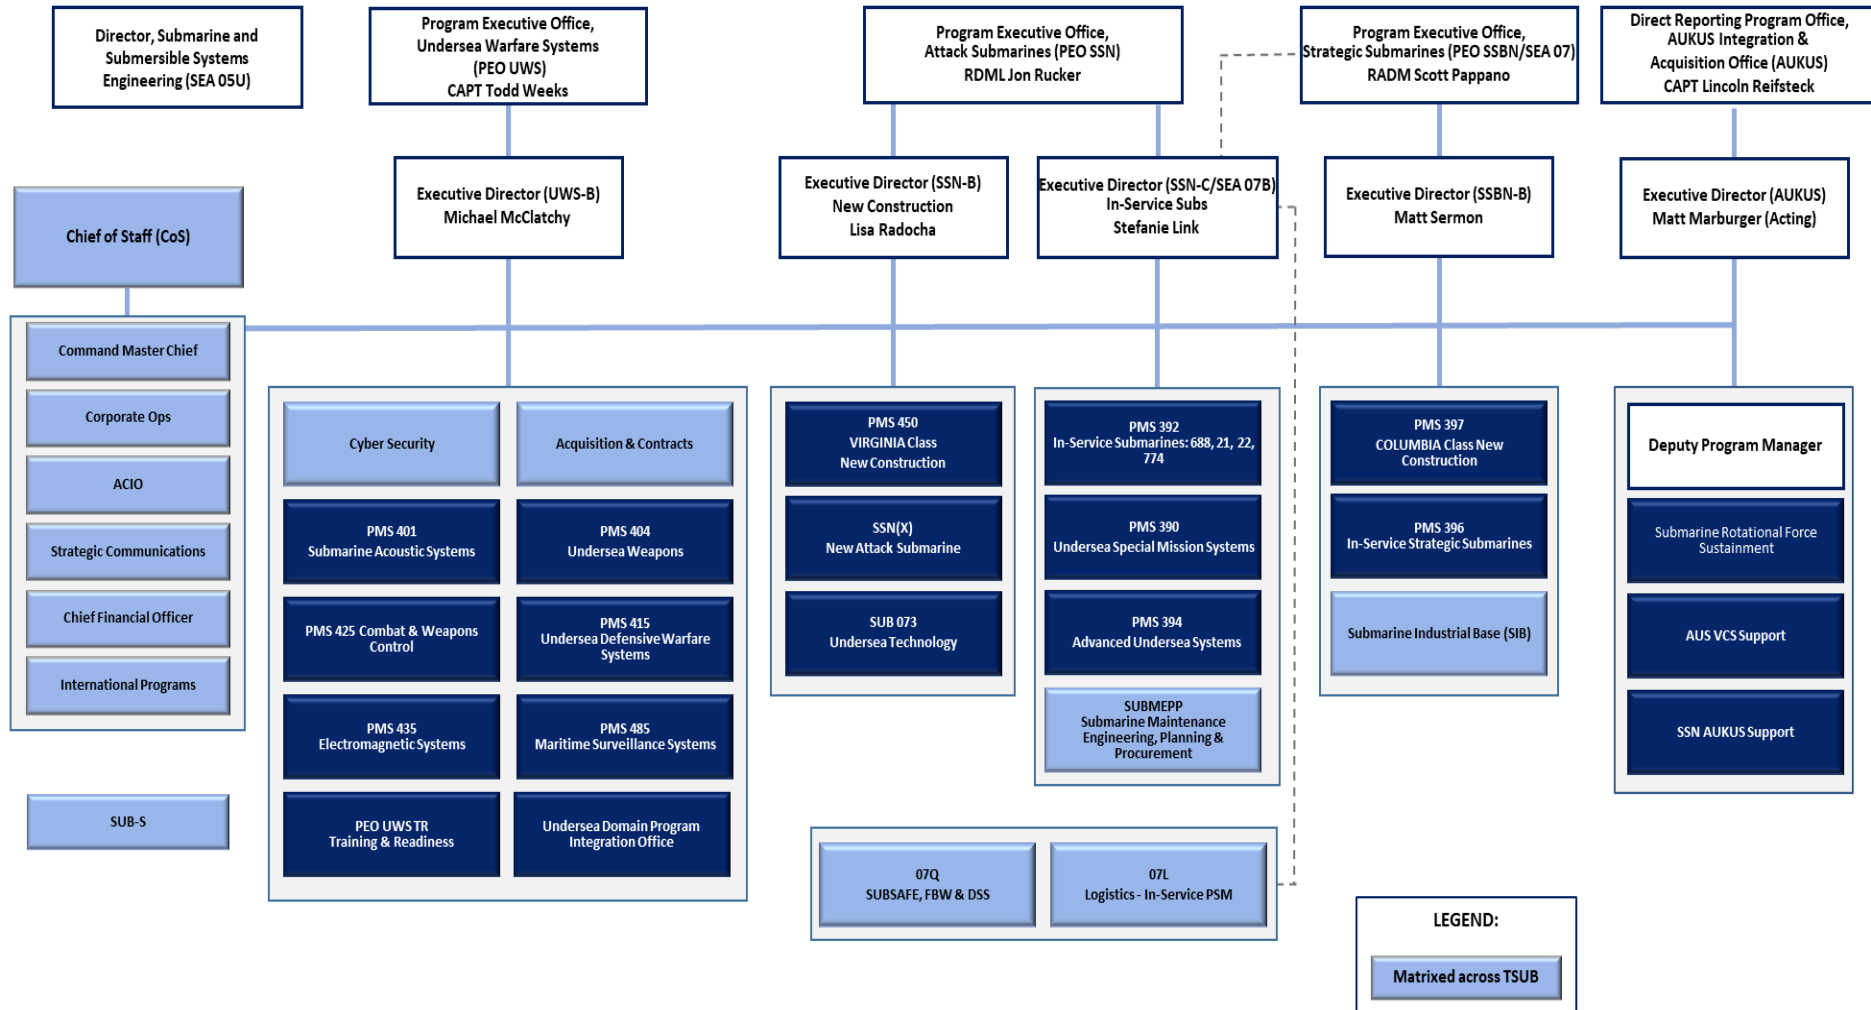 Director, Submarine and
Submersible Systems
Engineering (SEA 05U)
Program Executive Office,
Undersea Warfare Systems
(PEO UWS)
CAPT Todd Weeks
Program Executive Office,
Attack Submarines (PEO SSN)
RDML Jon Rucker
Program Executive Office,
Strategic Submarines (PEO SSBN/SEA 07)
RADM Scott Pappano
Direct Reporting Program Office,
AUKUS Integration &
Acquisition Office (AUKUS)
CAPT Lincoln Reifsteck
Chief of Staff (CoS)
Executive Director (UWS-B)
Michael McClatchy
Executive Director (SSN-B)
New Construction
Lisa Radocha
Executive Director (SSN-C/SEA 07B)
In-Service Subs
Stefanie Link
Executive Director (SSBN-B)
Matt Sermon
Executive Director (AUKUS)
Matt Marburger (Acting)
Command Master Chief
Corporate Ops
ACIO
Strategic Communications
Chief Financial Officer
International Programs
SUB-S
Cyber Security
Acquisition & Contracts
PMS 401
Submarine Acoustic Systems
PMS 404
Undersea Weapons
PMS 425 Combat & Weapons
Control
PMS 415
Undersea Defensive Warfare
Systems
PMS 435
Electromagnetic Systems
PMS 485
Maritime Surveillance Systems
PEO UWS TR
Training & Readiness
Undersea Domain Program
Integration Office
PMS 450
VIRGINIA Class
New Construction
SSN(X)
New Attack Submarine
SUB 073
Undersea Technology
PMS 392
In-Service Submarines: 688, 21, 22,
774
PMS 390
Undersea Special Mission Systems
PMS 394
Advanced Undersea Systems
SUBMEPP
Submarine Maintenance
Engineering, Planning &
Procurement
07Q
SUBSAFE, FBW & DSS
07L
Logistics - In-Service PSM
PMS 397
COLUMBIA Class New
Construction
PMS 396
In-Service Strategic Submarines
Submarine Industrial Base (SIB)
Deputy Program Manager
Submarine Rotational Force
Sustainment
AUS VCS Support
SSN AUKUS Support
LEGEND:
Matrixed across TSUB